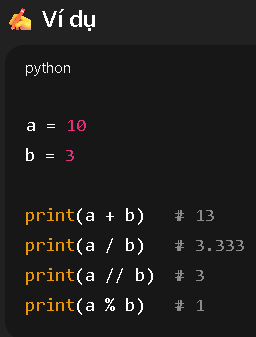 ✍️ Ví dụ
python
a = 10
b = 3
print(a + b)   # 13
print(a / b)   # 3.333
print(a // b)  # 3
print(a % b)   # 1